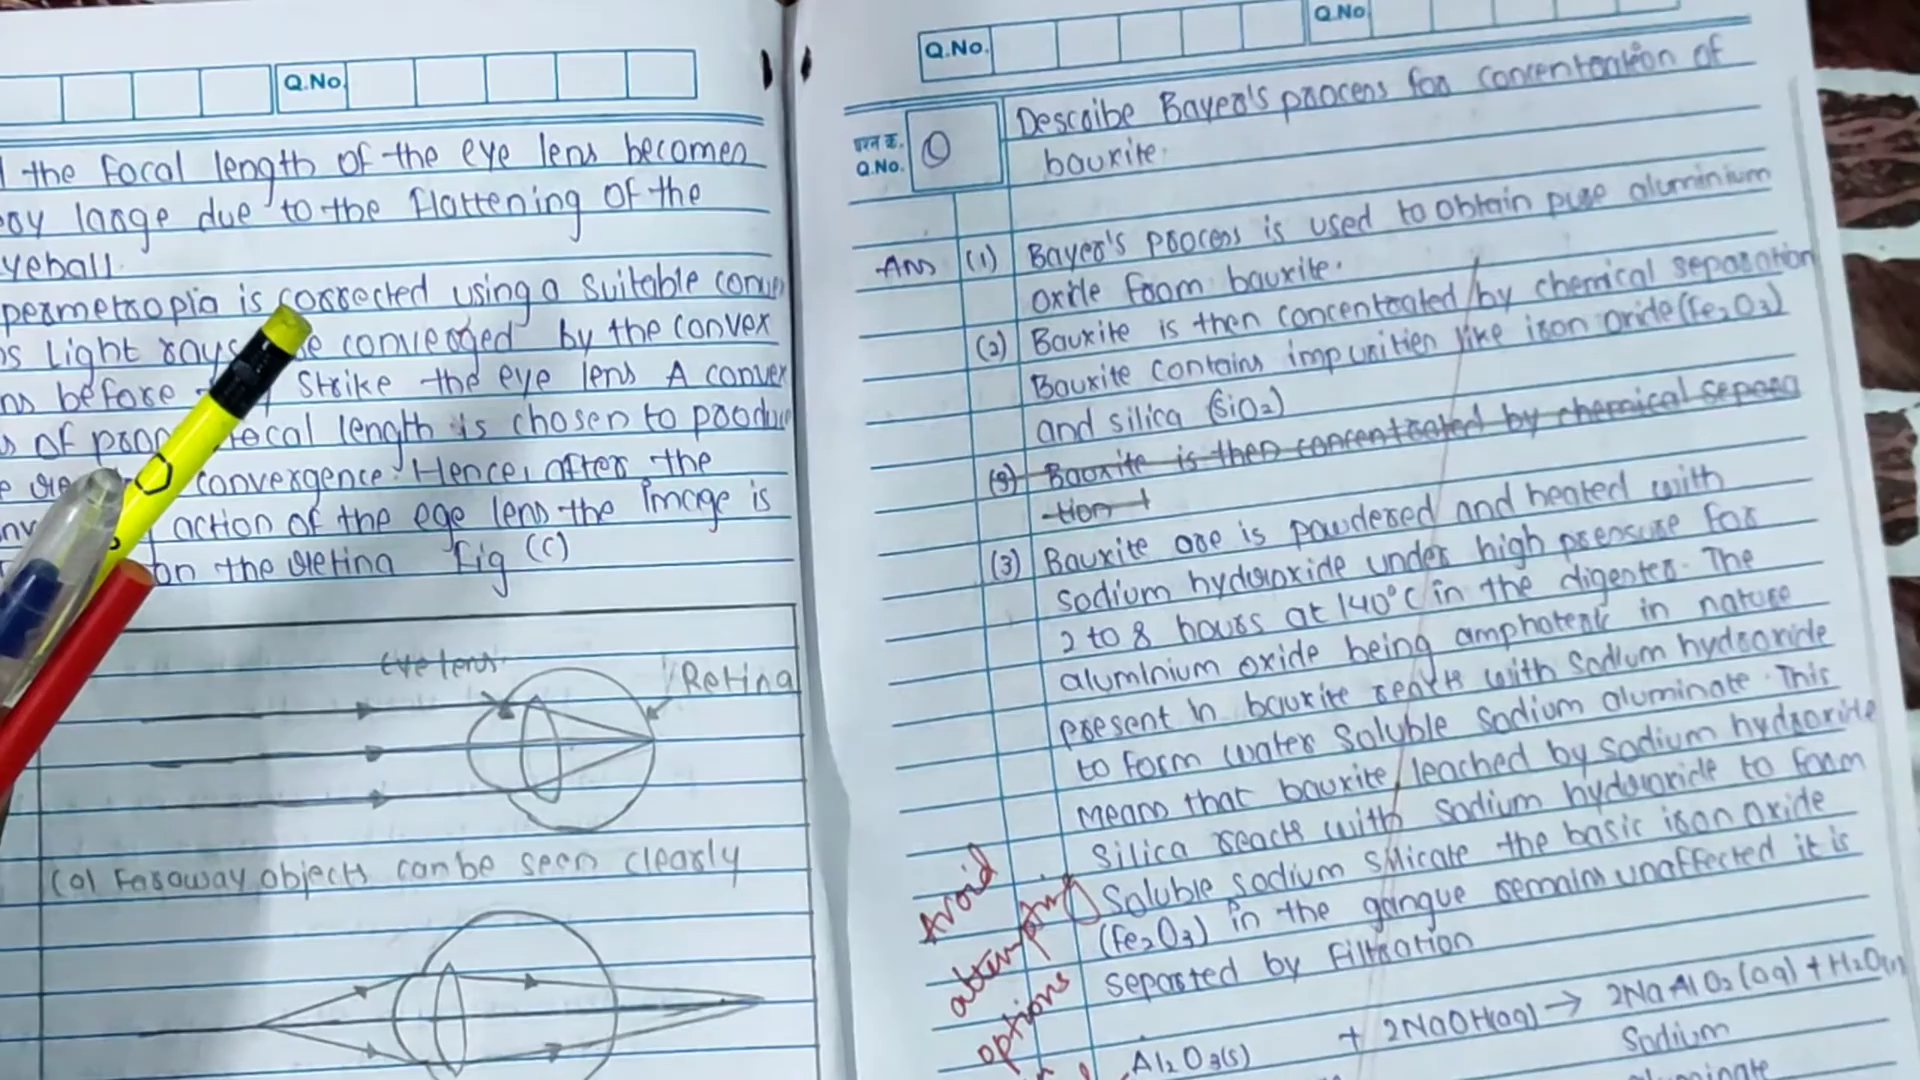 Q.No.
the focal length of the eye lens becomes
large due to the flattening of the
yeball.
permetropia is corrected using a suitable
Light rays converged by the convex
before strike the eye lens A convex
of focal length is chosen to produ
convergence. Hence, after the
action of the ege lens the image is
on the retina Fig (c)
Eye lens
Retina
(a) Faraway objects can be seen clearly
Q.No.
Q.No
प्रश्न क्र.
Q.No.
Describe Bayer's process for concentration of
bauxite.
Ans (1) Bayer's process is used to obtain pure aluminium
oxide from bauxite.
(2) Bauxite is then concentrated by chemical separation
Bauxite contains impurities like iron oxide (Fe2O3)
and silica (SiO2)
(3) Bauxite is then concentrated by chemical separa
-tion
(3) Bauxite ore is powdered and heated with
sodium hydroxide under high pressure for
2 to 8 hours at 140°C in the digester. The
aluminium oxide being amphoteric in nature
present in bauxite reacts with sodium hydroxide
to form water soluble sodium aluminate. This
means that bauxite leached by sodium hydroxide
Silica reacts with sodium hydroxide to form
Soluble sodium silicate the basic iron oxide
(Fe2O3) in the gangue remains unaffected it is
separted by filtration
Al2O3(s) + 2NaOH(aq) → 2NaAlO2(aq) + H2O(l)
Sodium
Avoid
attempting
options